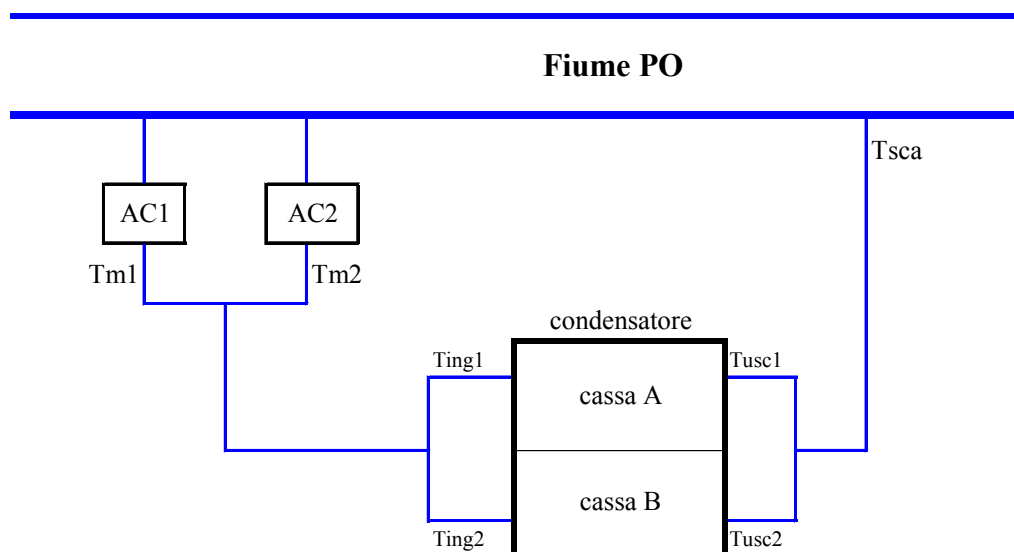 Fiume PO
Tsca
AC1
AC2
Tm1
Tm2
condensatore
Ting1
Tusc1
cassa A
cassa B
Ting2
Tusc2